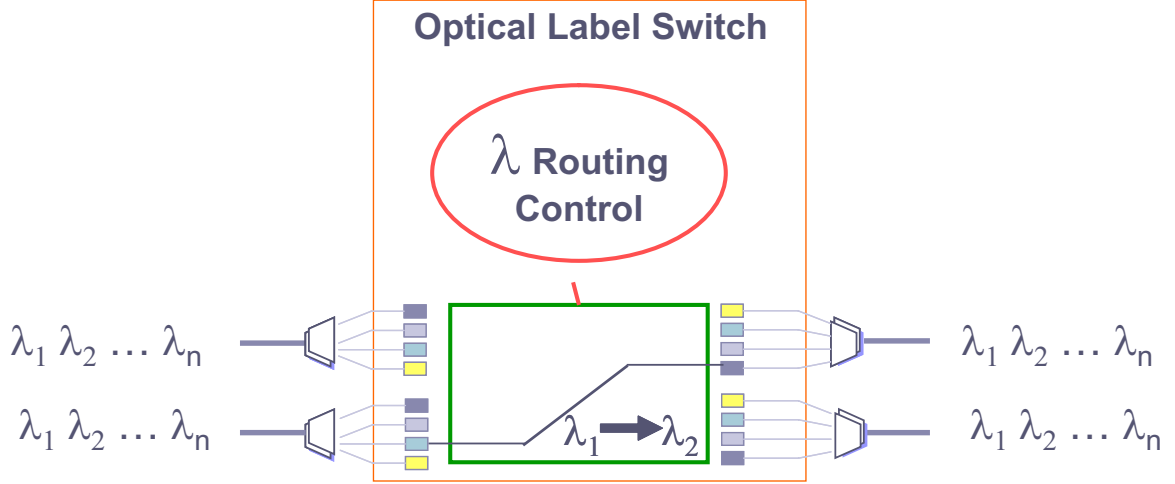 Optical Label Switch
λ Routing
Control
λ₁ λ₂ … λₙ
λ₁ λ₂ … λₙ
λ₁ λ₂ … λₙ
λ₁ λ₂
λ₁ λ₂ … λₙ